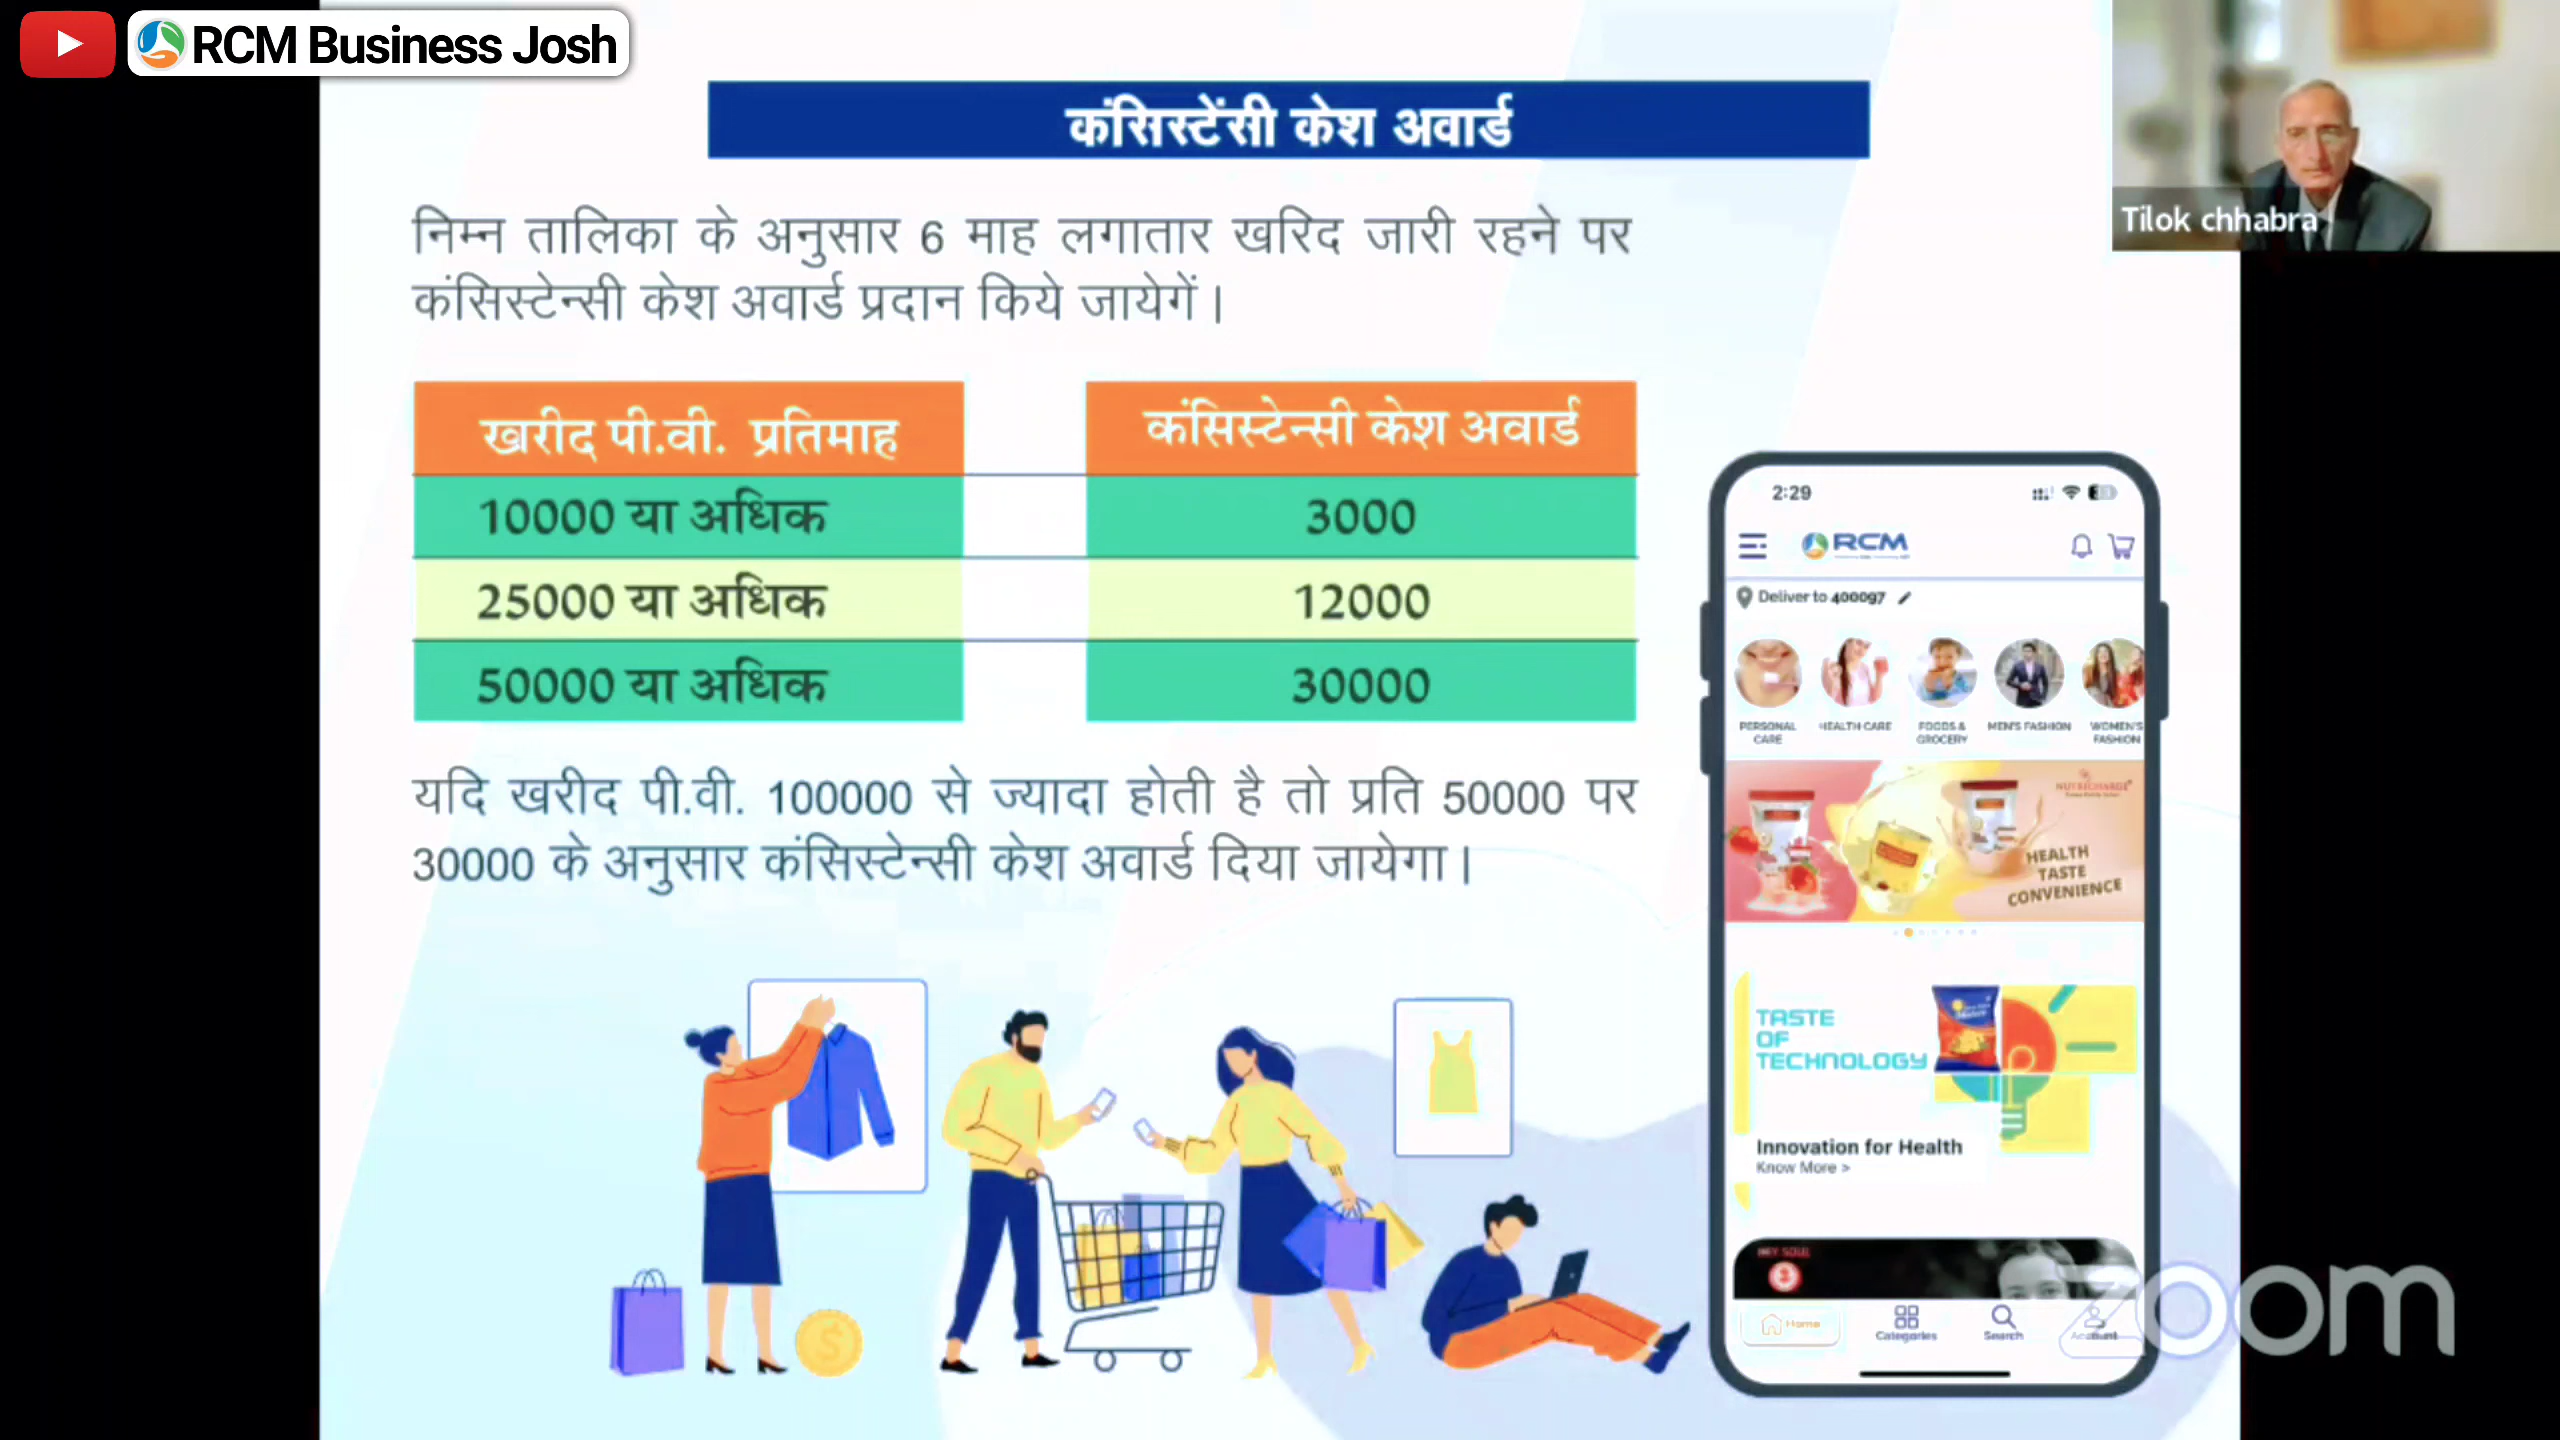 RCM Business Josh
कंसिस्टेंसी केश अवार्ड
Tilok chhabra
निम्न तालिका के अनुसार 6 माह लगातार खरिद जारी रहने पर
कंसिस्टेन्सी केश अवार्ड प्रदान किये जायेगें।
खरीद पी.वी. प्रतिमाह
कंसिस्टेन्सी केश अवार्ड
10000 या अधिक
3000
25000 या अधिक
12000
50000 या अधिक
30000
यदि खरीद पी.वी. 100000 से ज्यादा होती है तो प्रति 50000 पर
30000 के अनुसार कंसिस्टेन्सी केश अवार्ड दिया जायेगा।
2:29
RCM
Deliver to 400097
PERSONAL
CARE
HEALTH CARE
FOODS &
GROCERY
MEN'S FASHION
WOMEN'S
FASHION
NUTRICHARGE
HEALTH
TASTE
CONVENIENCE
TASTE
OF
TECHNOLOGY
Innovation for Health
Know More >
Home
Categories
Search
Account
zoom